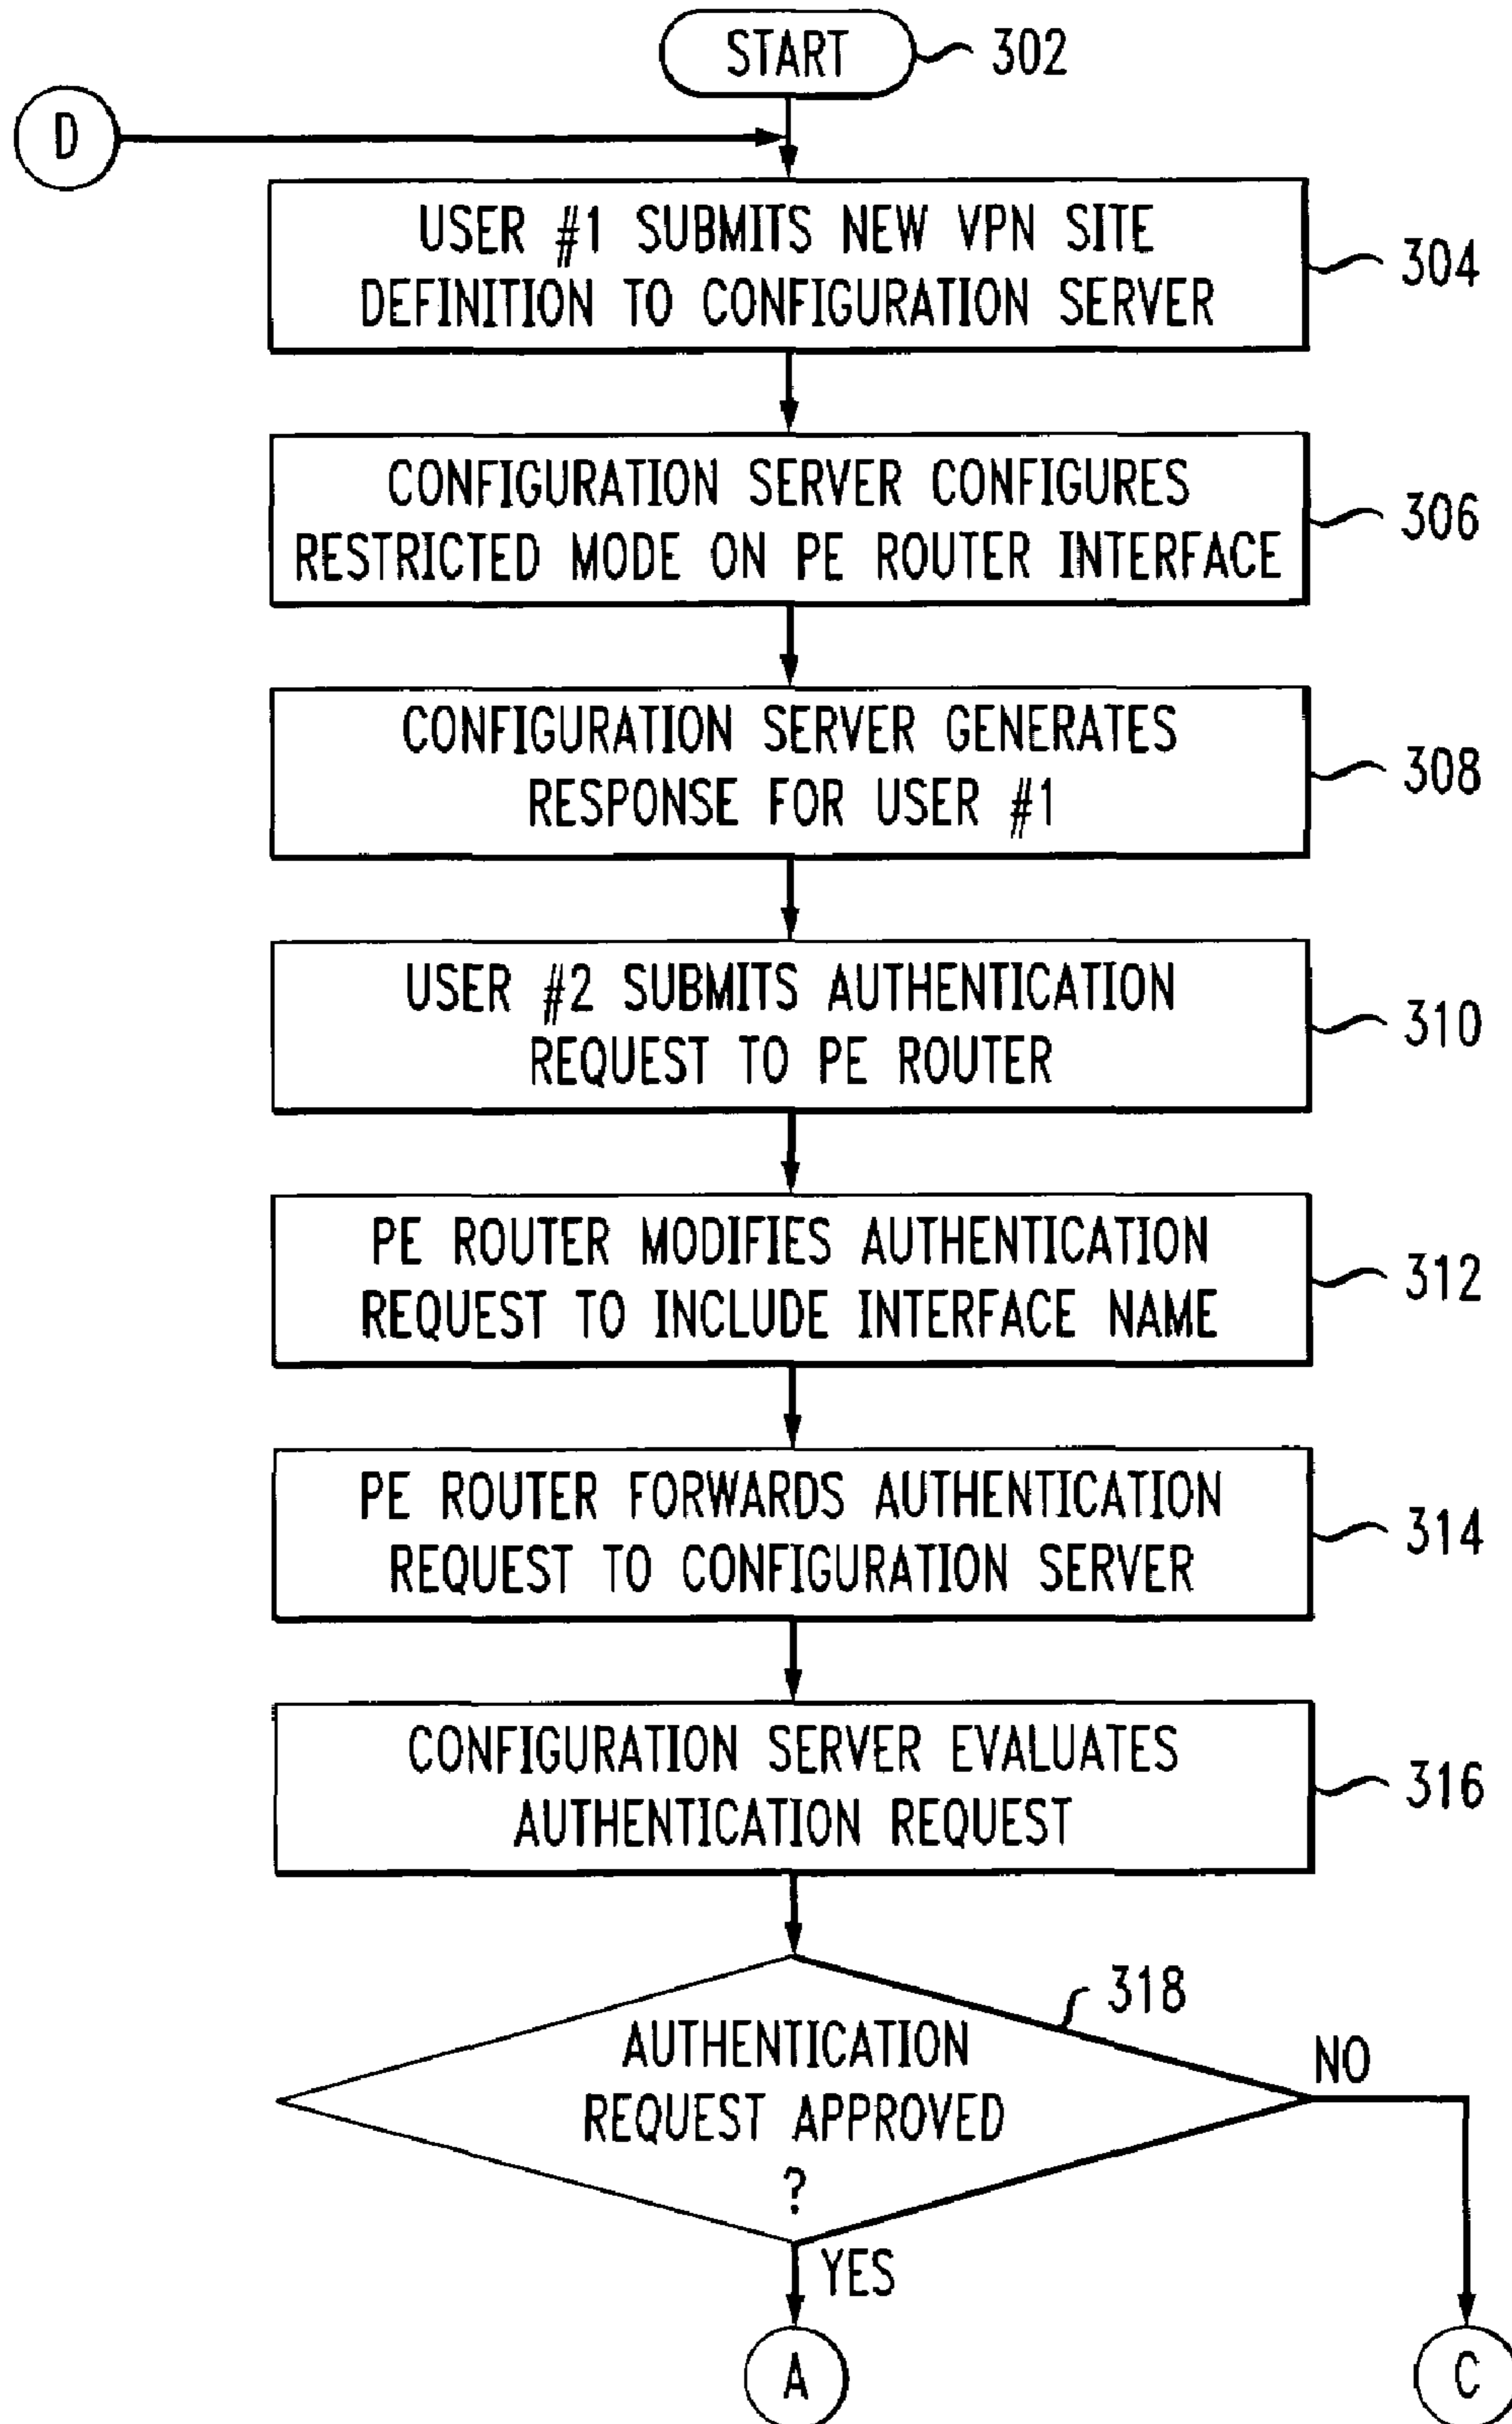 START
302
D
USER #1 SUBMITS NEW VPN SITE
DEFINITION TO CONFIGURATION SERVER
304
CONFIGURATION SERVER CONFIGURES
RESTRICTED MODE ON PE ROUTER INTERFACE
306
CONFIGURATION SERVER GENERATES
RESPONSE FOR USER #1
308
USER #2 SUBMITS AUTHENTICATION
REQUEST TO PE ROUTER
310
PE ROUTER MODIFIES AUTHENTICATION
REQUEST TO INCLUDE INTERFACE NAME
312
PE ROUTER FORWARDS AUTHENTICATION
REQUEST TO CONFIGURATION SERVER
314
CONFIGURATION SERVER EVALUATES
AUTHENTICATION REQUEST
316
318
AUTHENTICATION
REQUEST APPROVED
?
NO
YES
A
C